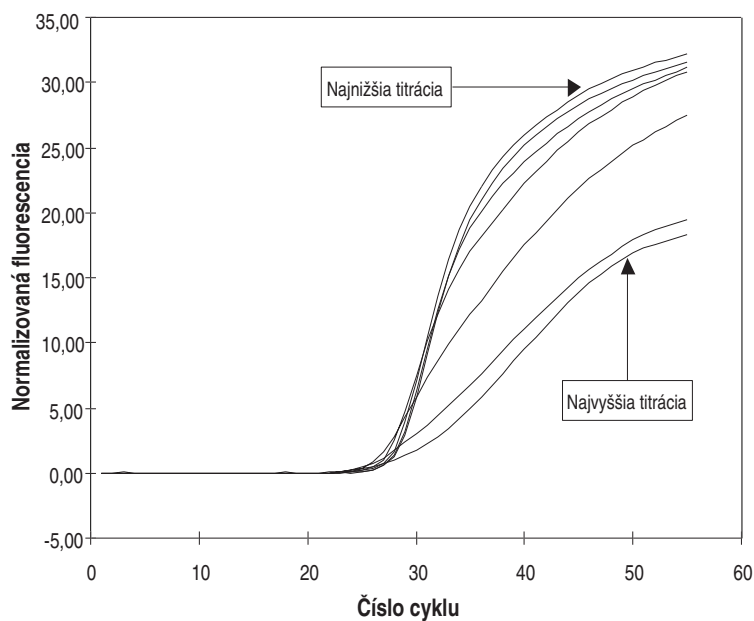 35,00
30,00
25,00
20,00
15,00
10,00
5,00
0,00
-5,00
Normalizovaná fluorescencia
Najnižšia titrácia
Najvyššia titrácia
0 10 20 30 40 50 60
Číslo cyklu